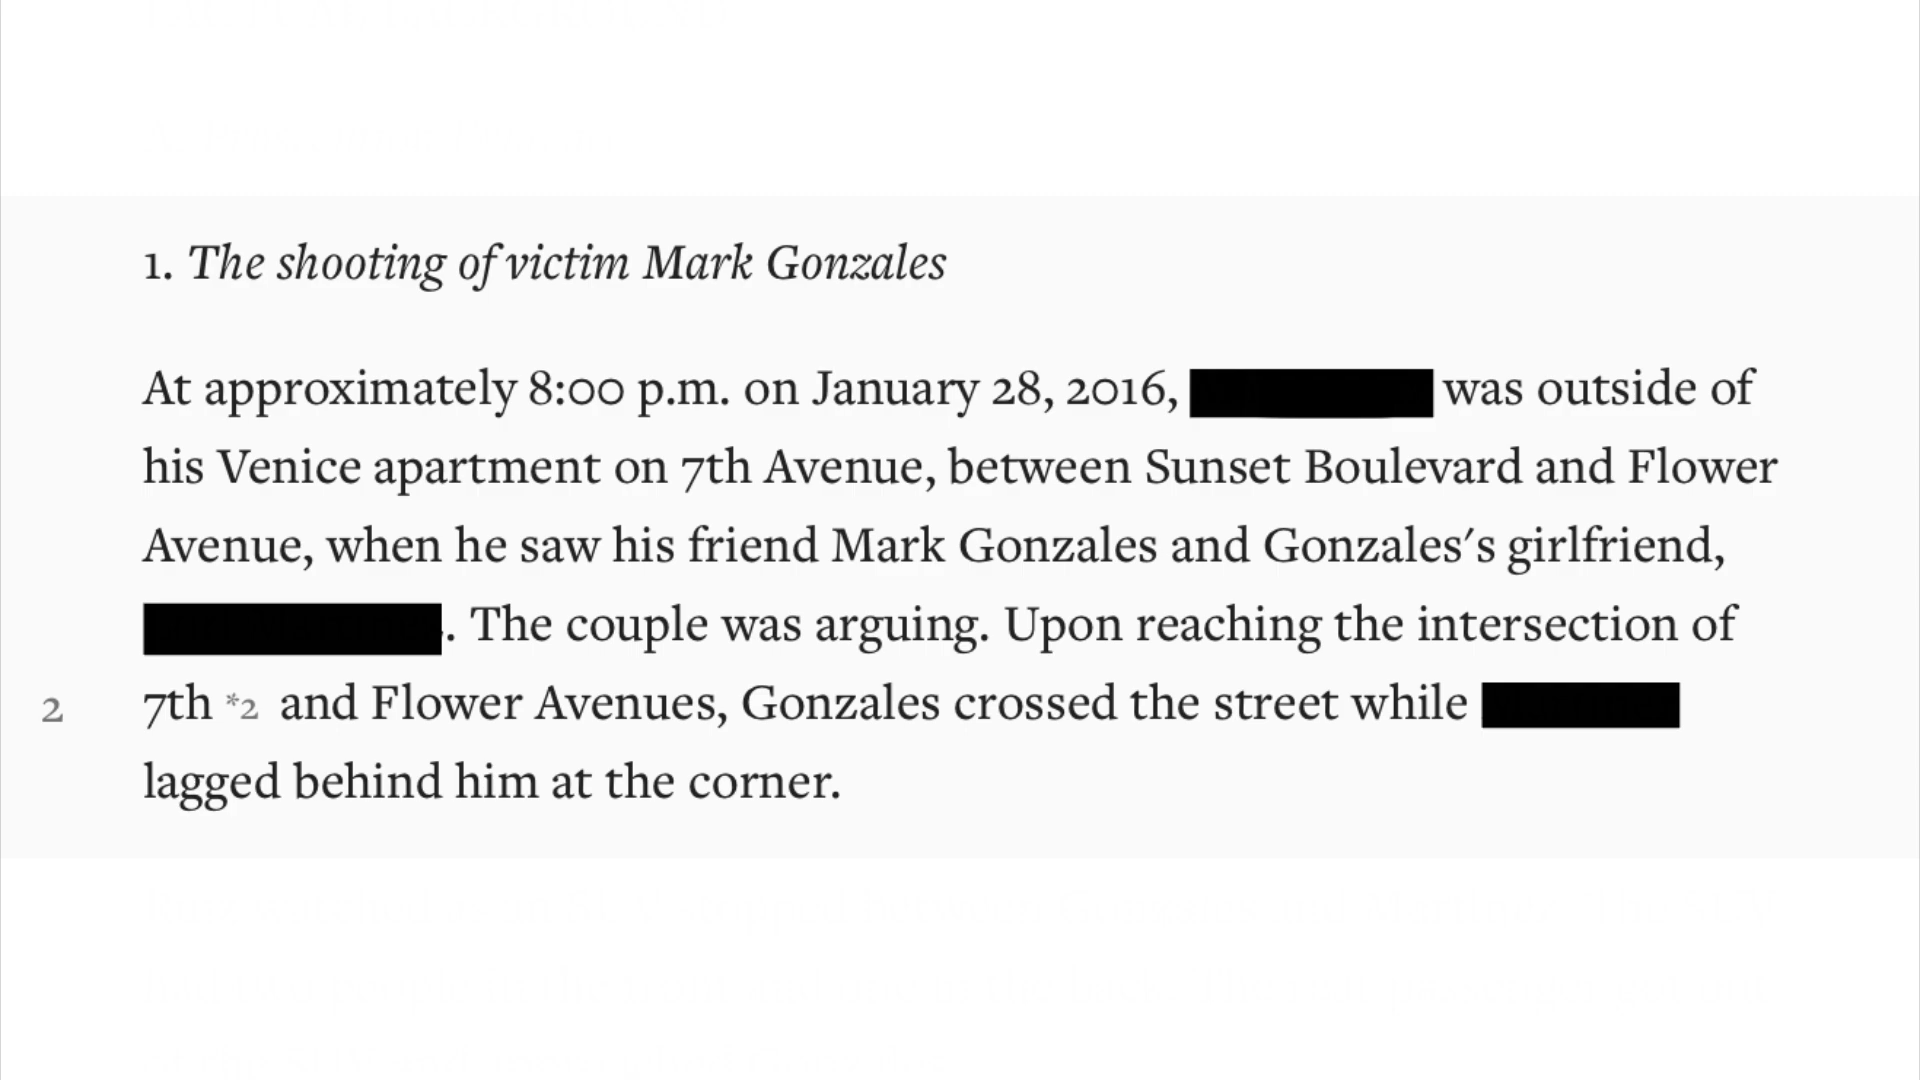 1. The shooting of victim Mark Gonzales
At approximately 8:00 p.m. on January 28, 2016, was outside of
his Venice apartment on 7th Avenue, between Sunset Boulevard and Flower
Avenue, when he saw his friend Mark Gonzales and Gonzales's girlfriend,
. The couple was arguing. Upon reaching the intersection of
2 7th *2 and Flower Avenues, Gonzales crossed the street while
lagged behind him at the corner.